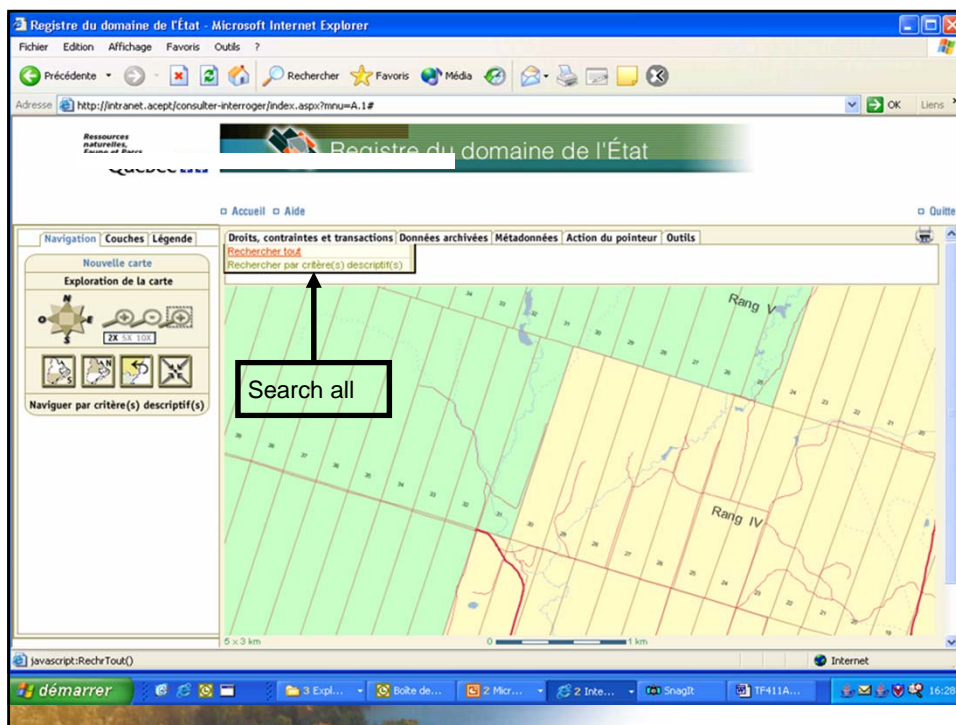 Registre du domaine de l'État - Microsoft Internet Explorer
Fichier Edition Affichage Favoris Outils ?
Précédente Rechercher Favoris Média
Adresse http://intranet.acept/consulter-interroger/index.aspx?mnu=A.1# OK Liens
Ressources
naturelles,
Faune et Parcs
Québec
Registre du domaine de l'État
Accueil Aide Quitte
Navigation Couches Légende
Droits, contraintes et transactions Données archivées Métadonnées Action du pointeur Outils
Rechercher tout
Rechercher par critère(s) descriptif(s)
Nouvelle carte
Exploration de la carte
N
O E
S
2X 5X 10X
Naviguer par critère(s) descriptif(s)
Search all
Rang V
Rang IV
5 x 3 km 0 1 km
javascript:RechrTout() Internet
démarrer 3 Expl... Boîte de... 2 Micr... 2 Inte... SnagIt TF411A... 16:28